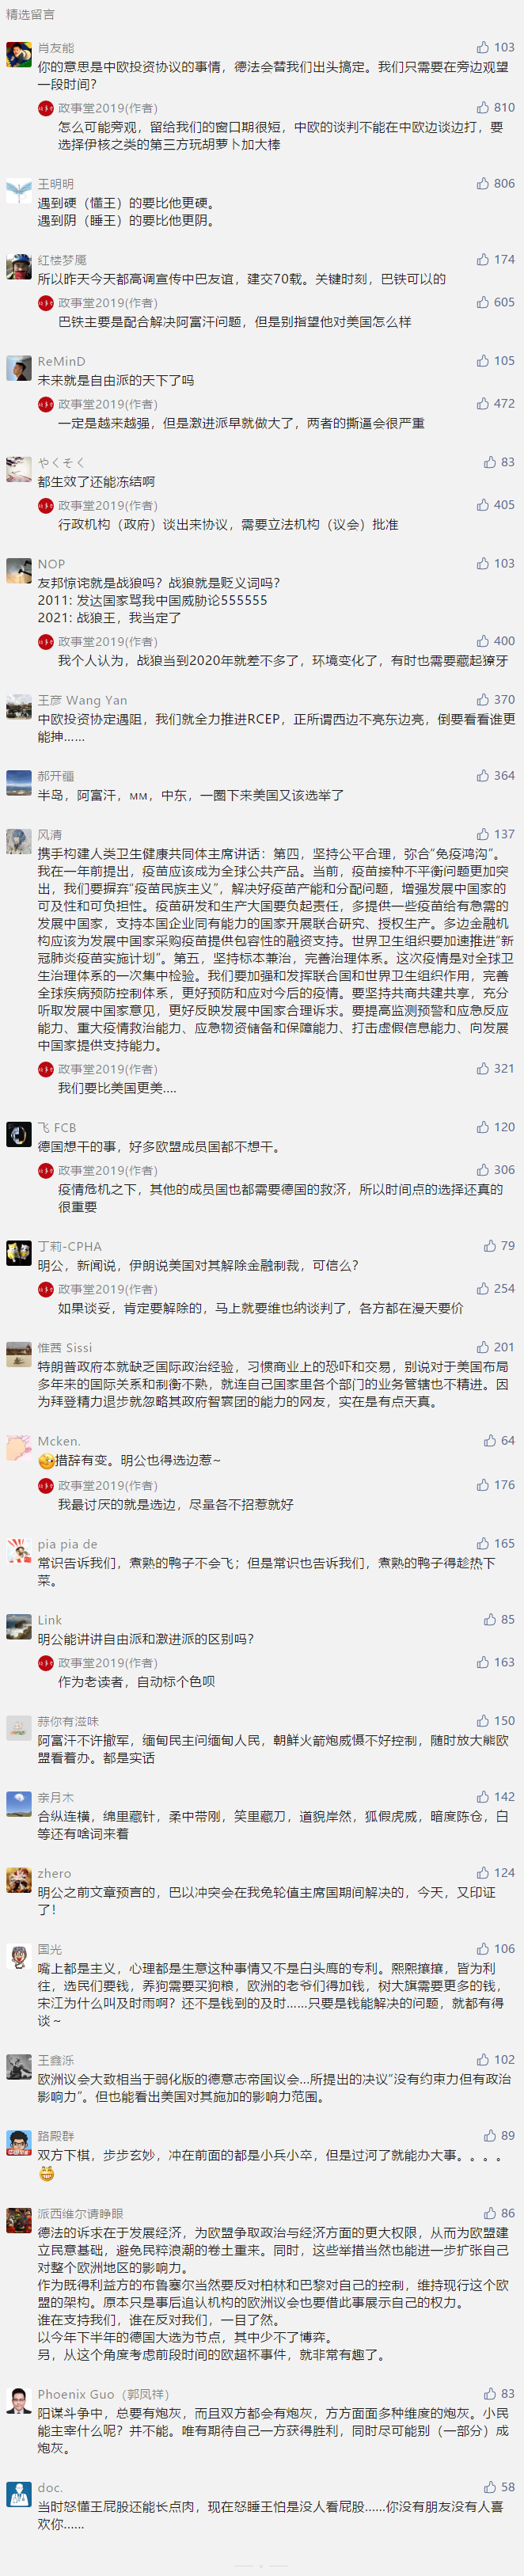 精选留言
肖友能
103
你的意思是中欧投资协议的事情，德法会替我们出头搞定。我们只需要在旁边观望
一段时间？
政事堂2019(作者)
810
怎么可能旁观，留给我们的窗口期很短，中欧的谈判不能在中欧边谈边打，要
选择伊核之类的第三方玩胡萝卜加大棒
王明明
806
遇到硬（懂王）的要比他更硬。
遇到阴（睡王）的要比他更阴。
红楼梦魇
174
所以昨天今天都高调宣传中巴友谊，建交70载。关键时刻，巴铁可以的
政事堂2019(作者)
605
巴铁主要是配合解决阿富汗问题，但是别指望他对美国怎么样
ReMinD
105
未来就是自由派的天下了吗
政事堂2019(作者)
472
一定是越来越强，但是激进派早就做大了，两者的撕逼会很严重
やくそく
83
都生效了还能冻结啊
政事堂2019(作者)
405
行政机构（政府）谈出来协议，需要立法机构（议会）批准
NOP
103
友邦惊诧就是战狼吗？战狼就是贬义词吗？
2011: 发达国家骂我中国威胁论555555
2021: 战狼王，我当定了
政事堂2019(作者)
400
我个人认为，战狼当到2020年就差不多了，环境变化了，有时也需要藏起獠牙
王彦 Wang Yan
370
中欧投资协定遇阻，我们就全力推进RCEP，正所谓西边不亮东边亮，倒要看看谁更
能抻……
郝开疆
364
半岛，阿富汗，мм，中东，一圈下来美国又该选举了
风清
137
携手构建人类卫生健康共同体主席讲话：第四，坚持公平合理，弥合“免疫鸿沟”。
我在一年前提出，疫苗应该成为全球公共产品。当前，疫苗接种不平衡问题更加突
出，我们要摒弃“疫苗民族主义”，解决好疫苗产能和分配问题，增强发展中国家的
可及性和可负担性。疫苗研发和生产大国要负起责任，多提供一些疫苗给有急需的
发展中国家，支持本国企业同有能力的国家开展联合研究、授权生产。多边金融机
构应该为发展中国家采购疫苗提供包容性的融资支持。世界卫生组织要加速推进“新
冠肺炎疫苗实施计划”。第五，坚持标本兼治，完善治理体系。这次疫情是对全球卫
生治理体系的一次集中检验。我们要加强和发挥联合国和世界卫生组织作用，完善
全球疾病预防控制体系，更好预防和应对今后的疫情。要坚持共商共建共享，充分
听取发展中国家意见，更好反映发展中国家合理诉求。要提高监测预警和应急反应
能力、重大疫情救治能力、应急物资储备和保障能力、打击虚假信息能力、向发展
中国家提供支持能力。
政事堂2019(作者)
321
我们要比美国更美....
飞 FCB
120
德国想干的事，好多欧盟成员国都不想干。
政事堂2019(作者)
306
疫情危机之下，其他的成员国也都需要德国的救济，所以时间点的选择还真的
很重要
丁莉-CPHA
79
明公，新闻说，伊朗说美国对其解除金融制裁，可信么？
政事堂2019(作者)
254
如果谈妥，肯定要解除的，马上就要维也纳谈判了，各方都在漫天要价
惟茜 Sissi
201
特朗普政府本就缺乏国际政治经验，习惯商业上的恐吓和交易，别说对于美国布局
多年来的国际关系和制衡不熟，就连自己国家里各个部门的业务管辖也不精进。因
为拜登精力退步就忽略其政府智囊团的能力的网友，实在是有点天真。
Mcken.
64
措辞有变。明公也得选边惹~
政事堂2019(作者)
176
我最讨厌的就是选边，尽量各不招惹就好
pia pia de
165
常识告诉我们，煮熟的鸭子不会飞；但是常识也告诉我们，煮熟的鸭子得趁热下
菜。
Link
85
明公能讲讲自由派和激进派的区别吗？
政事堂2019(作者)
163
作为老读者，自动标个色呗
蒜你有滋味
150
阿富汗不许撤军，缅甸民主问缅甸人民，朝鲜火箭炮威慑不好控制，随时放大熊欧
盟看着办。都是实话
亲月木
142
合纵连横，绵里藏针，柔中带刚，笑里藏刀，道貌岸然，狐假虎威，暗度陈仓，白
等还有啥词来着
zhero
124
明公之前文章预言的，巴以冲突会在我兔轮值主席国期间解决的，今天，又印证
了！
国光
106
嘴上都是主义，心理都是生意这种事情又不是白头鹰的专利。熙熙攘攘，皆为利
往，选民们要钱，养狗需要买狗粮，欧洲的老爷们得加钱，树大旗需要更多的钱，
宋江为什么叫及时雨啊？还不是钱到的及时……只要是钱能解决的问题，就都有得
谈～
王鑫泺
102
欧洲议会大致相当于弱化版的德意志帝国议会…所提出的决议“没有约束力但有政治
影响力”。但也能看出美国对其施加的影响力范围。
路殿群
89
双方下棋，步步玄妙，冲在前面的都是小兵小卒，但是过河了就能办大事。。。。
派西维尔请睁眼
86
德法的诉求在于发展经济，为欧盟争取政治与经济方面的更大权限，从而为欧盟建
立民意基础，避免民粹浪潮的卷土重来。同时，这些举措当然也能进一步扩张自己
对整个欧洲地区的影响力。
作为既得利益方的布鲁塞尔当然要反对柏林和巴黎对自己的控制，维持现行这个欧
盟的架构。原本只是事后追认机构的欧洲议会也要借此事展示自己的权力。
谁在支持我们，谁在反对我们，一目了然。
以今年下半年的德国大选为节点，其中少不了博弈。
另，从这个角度考虑前段时间的欧超杯事件，就非常有趣了。
Phoenix Guo（郭凤祥）
83
阳谋斗争中，总要有炮灰，而且双方都会有炮灰，方方面面多种维度的炮灰。小民
能主宰什么呢？并不能。唯有期待自己一方获得胜利，同时尽可能别（一部分）成
炮灰。
doc.
58
当时怒懂王屁股还能长点肉，现在怒睡王怕是没人看屁股……你没有朋友没有人喜
欢你……